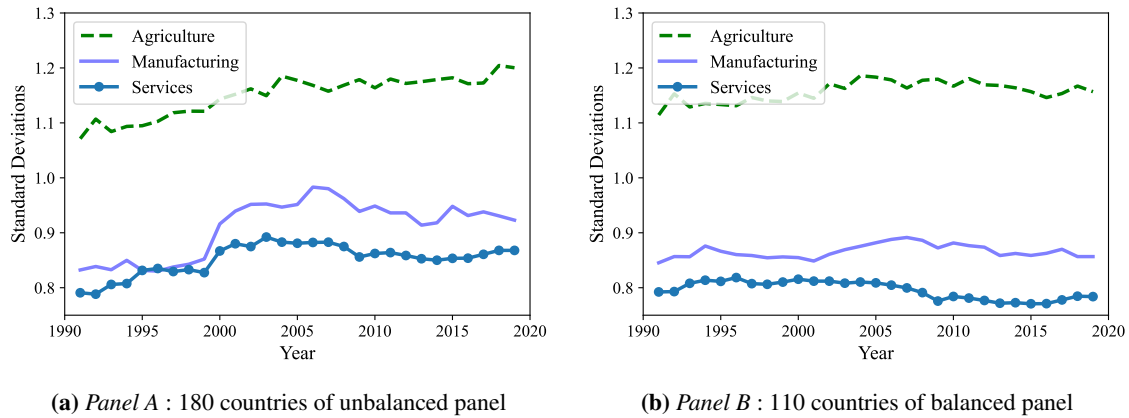 1.3
1.2
1.1
1.0
0.9
0.8
Standard Deviations
Agriculture
Manufacturing
Services
1990 1995 2000 2005 2010 2015 2020
Year
(a) Panel A : 180 countries of unbalanced panel
1.3
1.2
1.1
1.0
0.9
0.8
Standard Deviations
Agriculture
Manufacturing
Services
1990 1995 2000 2005 2010 2015 2020
Year
(b) Panel B : 110 countries of balanced panel